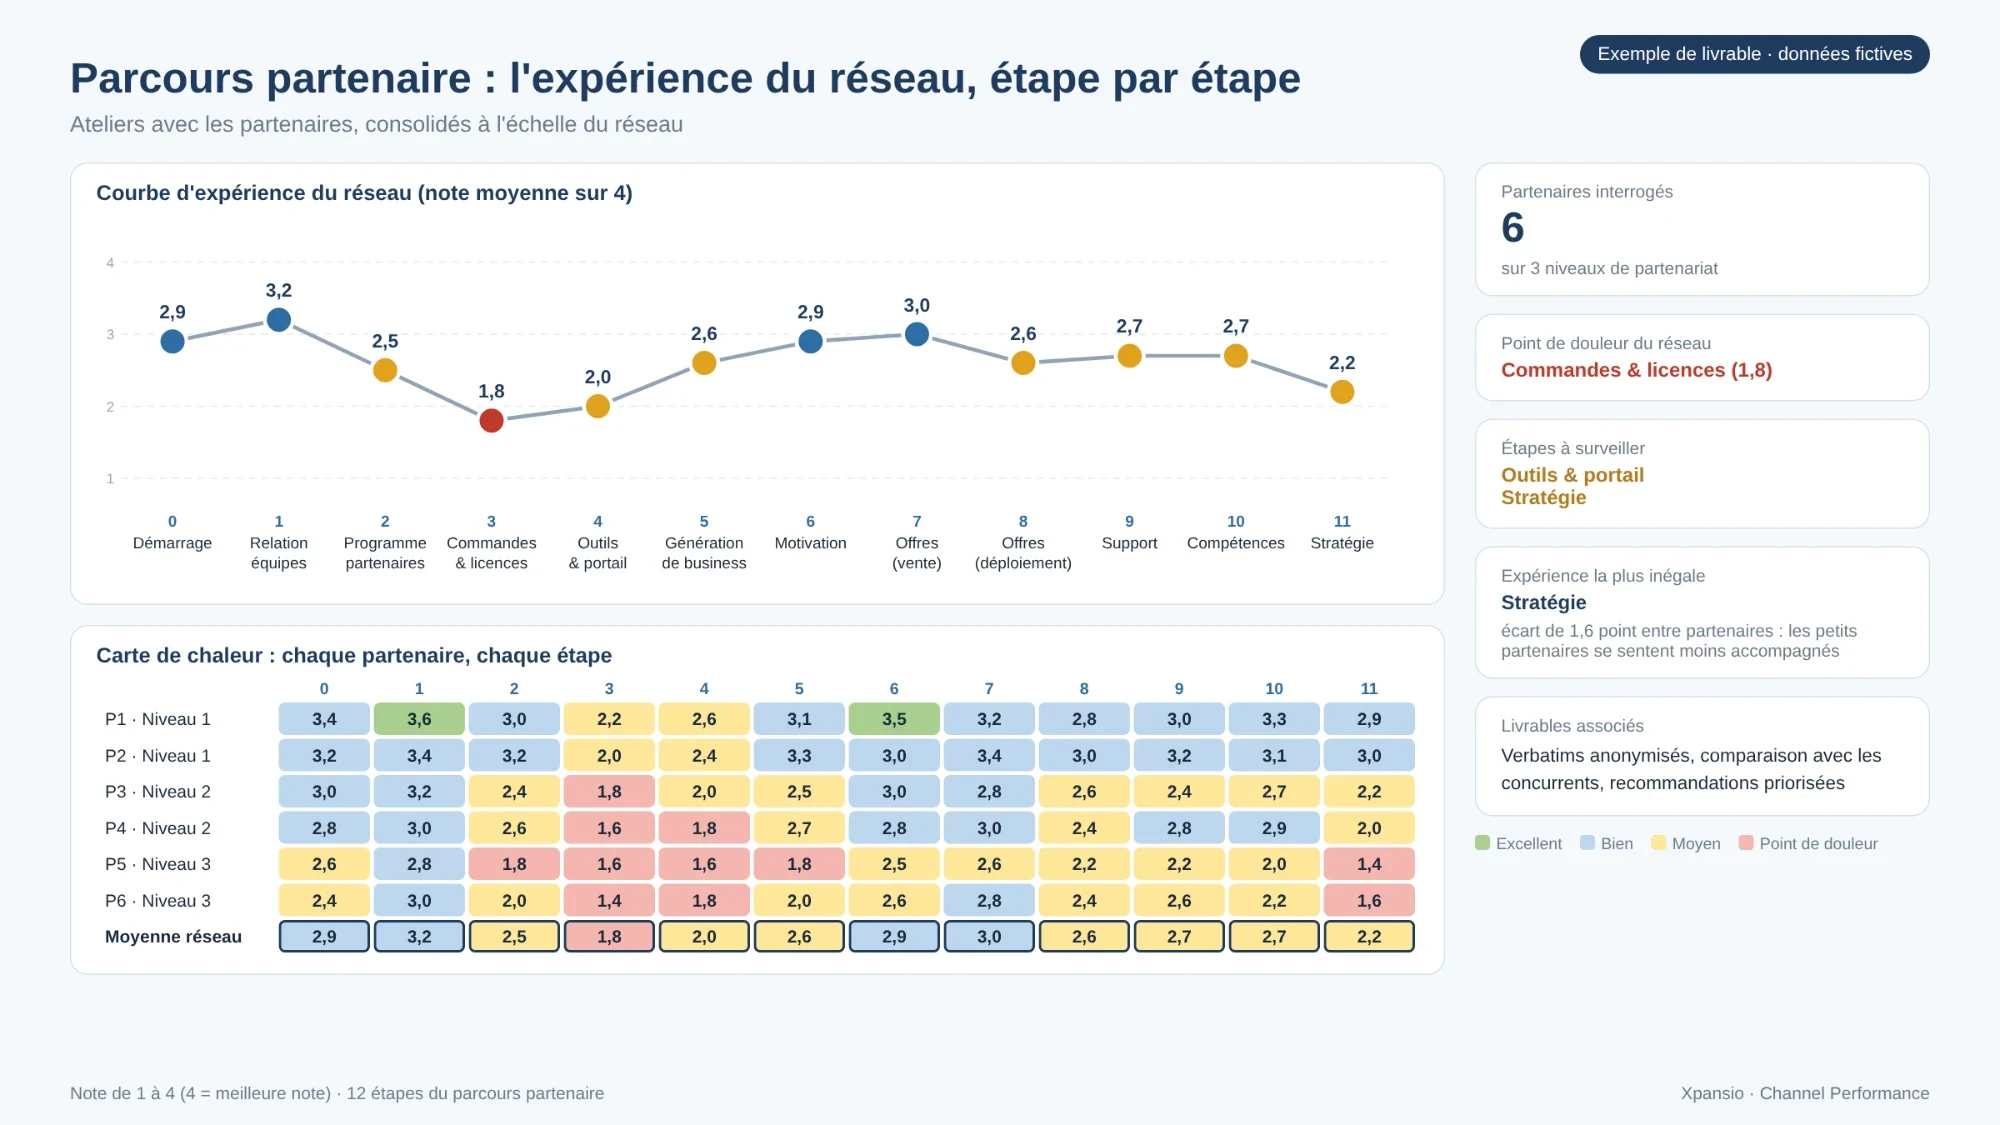 Exemple de livrable · données fictives
Parcours partenaire : l'expérience du réseau, étape par étape
Ateliers avec les partenaires, consolidés à l'échelle du réseau
Courbe d'expérience du réseau (note moyenne sur 4)
4
3
2
1
2,9 3,2 2,5 1,8 2,0 2,6 2,9 3,0 2,6 2,7 2,7 2,2
0 1 2 3 4 5 6 7 8 9 10 11
Démarrage Relation Programme Commandes Outils Génération Motivation Offres Offres Support Compétences Stratégie
équipes partenaires & licences & portail de business (vente) (déploiement)
Carte de chaleur : chaque partenaire, chaque étape
0 1 2 3 4 5 6 7 8 9 10 11
P1 · Niveau 1 3,4 3,6 3,0 2,2 2,6 3,1 3,5 3,2 2,8 3,0 3,3 2,9
P2 · Niveau 1 3,2 3,4 3,2 2,0 2,4 3,3 3,0 3,4 3,0 3,2 3,1 3,0
P3 · Niveau 2 3,0 3,2 2,4 1,8 2,0 2,5 3,0 2,8 2,6 2,4 2,7 2,2
P4 · Niveau 2 2,8 3,0 2,6 1,6 1,8 2,7 2,8 3,0 2,4 2,8 2,9 2,0
P5 · Niveau 3 2,6 2,8 1,8 1,6 1,6 1,8 2,5 2,6 2,2 2,2 2,0 1,4
P6 · Niveau 3 2,4 3,0 2,0 1,4 1,8 2,0 2,6 2,8 2,4 2,6 2,2 1,6
Moyenne réseau 2,9 3,2 2,5 1,8 2,0 2,6 2,9 3,0 2,6 2,7 2,7 2,2
Partenaires interrogés
6
sur 3 niveaux de partenariat
Point de douleur du réseau
Commandes & licences (1,8)
Étapes à surveiller
Outils & portail
Stratégie
Expérience la plus inégale
Stratégie
écart de 1,6 point entre partenaires : les petits
partenaires se sentent moins accompagnés
Livrables associés
Verbatims anonymisés, comparaison avec les
concurrents, recommandations priorisées
Excellent Bien Moyen Point de douleur
Note de 1 à 4 (4 = meilleure note) · 12 étapes du parcours partenaire
Xpansio · Channel Performance